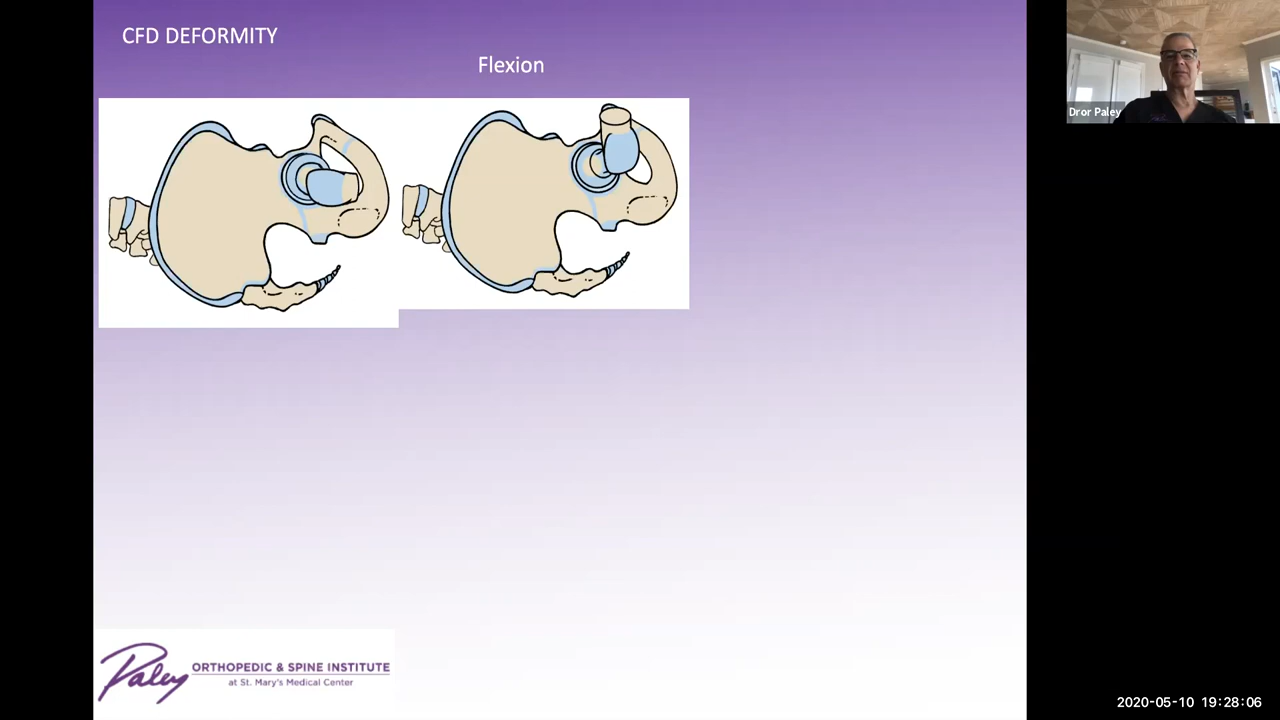 CFD DEFORMITY
Flexion
Dror Paley
Paley
ORTHOPEDIC & SPINE INSTITUTE
at St. Mary's Medical Center
2020-05-10 19:28:06